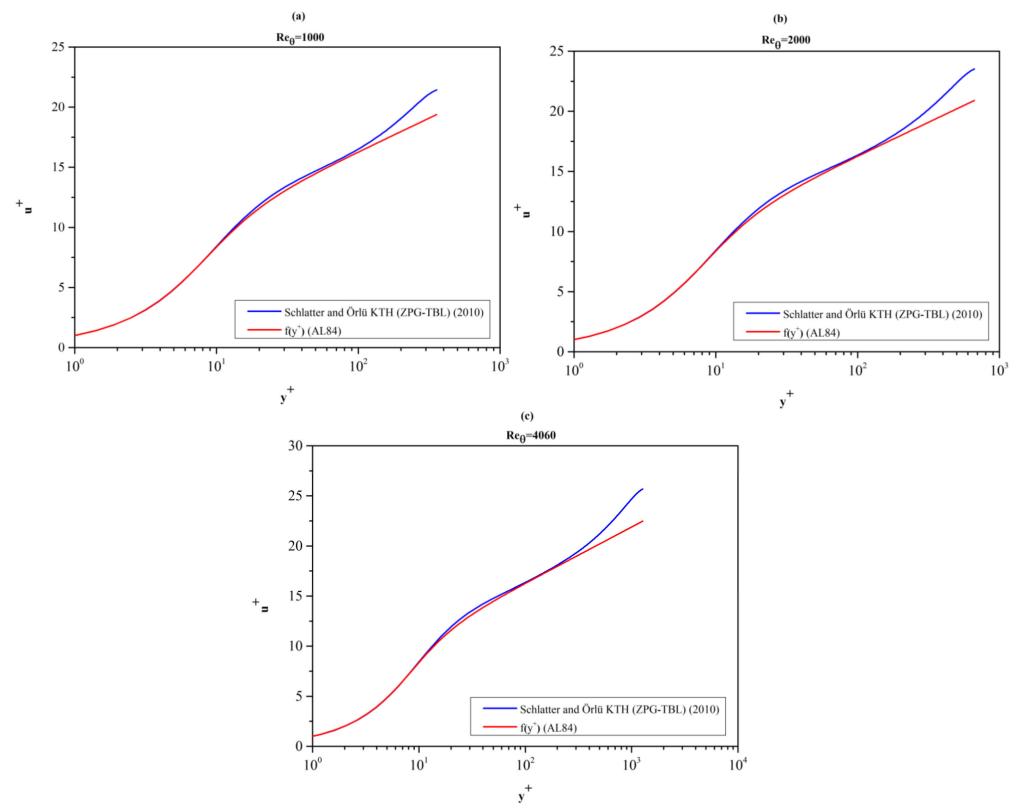 (a)
Reθ=1000
25
20
15
10
5
0
u+
10^0
10^1
10^2
10^3
y+
Schlatter and Örlü KTH (ZPG-TBL) (2010)
f(y+) (AL84)
(b)
Reθ=2000
25
20
15
10
5
0
u+
10^0
10^1
10^2
10^3
y+
Schlatter and Örlü KTH (ZPG-TBL) (2010)
f(y+) (AL84)
(c)
Reθ=4060
30
25
20
15
10
5
0
u+
10^0
10^1
10^2
10^3
10^4
y+
Schlatter and Örlü KTH (ZPG-TBL) (2010)
f(y+) (AL84)